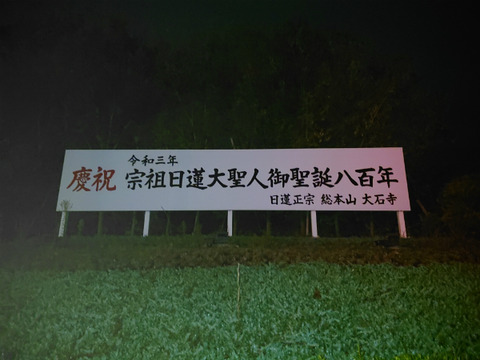 令和三年
慶祝 宗祖日蓮大聖人御聖誕八百年
日蓮正宗 総本山 大石寺